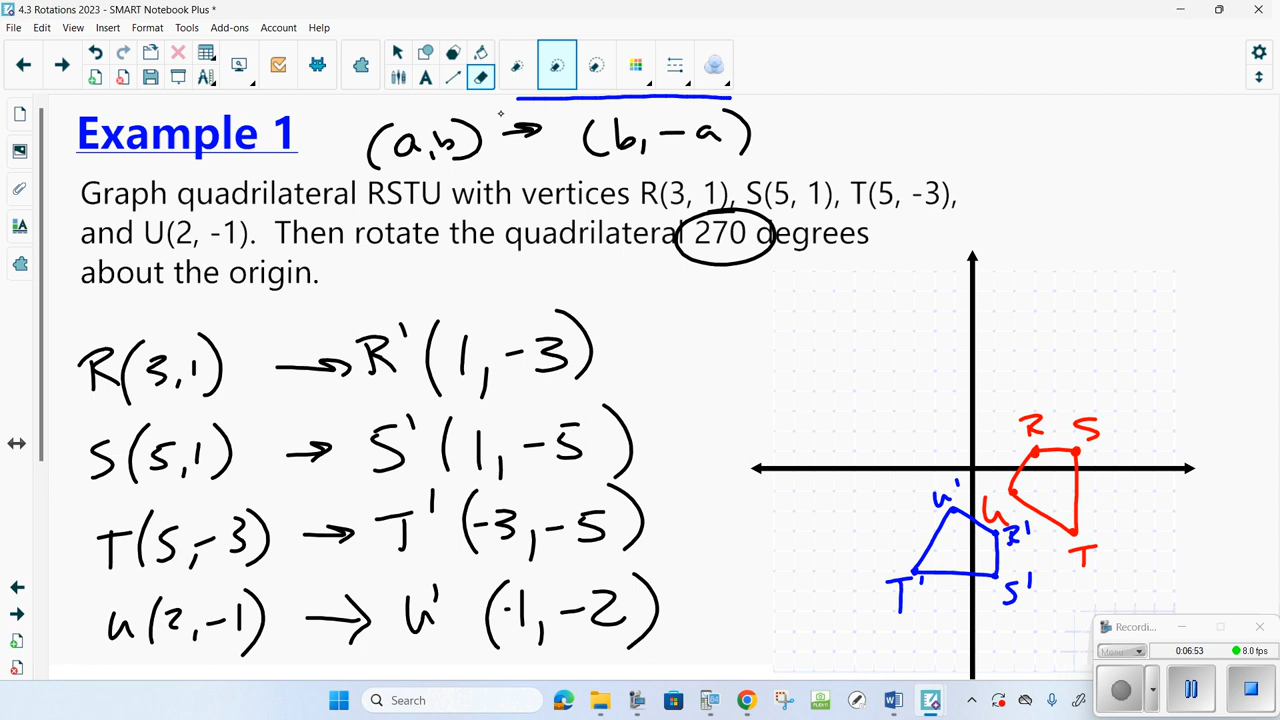 4.3 Rotations 2023 - SMART Notebook Plus *
File Edit View Insert Format Tools Add-ons Account Help
Example 1
(a,b) → (b, -a)
Graph quadrilateral RSTU with vertices R(3, 1), S(5, 1), T(5, -3),
and U(2, -1).  Then rotate the quadrilateral 270 degrees
about the origin.
R(3,1) → R' (1, -3)
S(5,1) → S' (1, -5)
T(5,-3) → T' (-3, -5)
U(2,-1) → U' (-1, -2)
R S
U' U
R'
T
T' S'
Recordi...
Menu 0:06:53 8.0 fps
Search